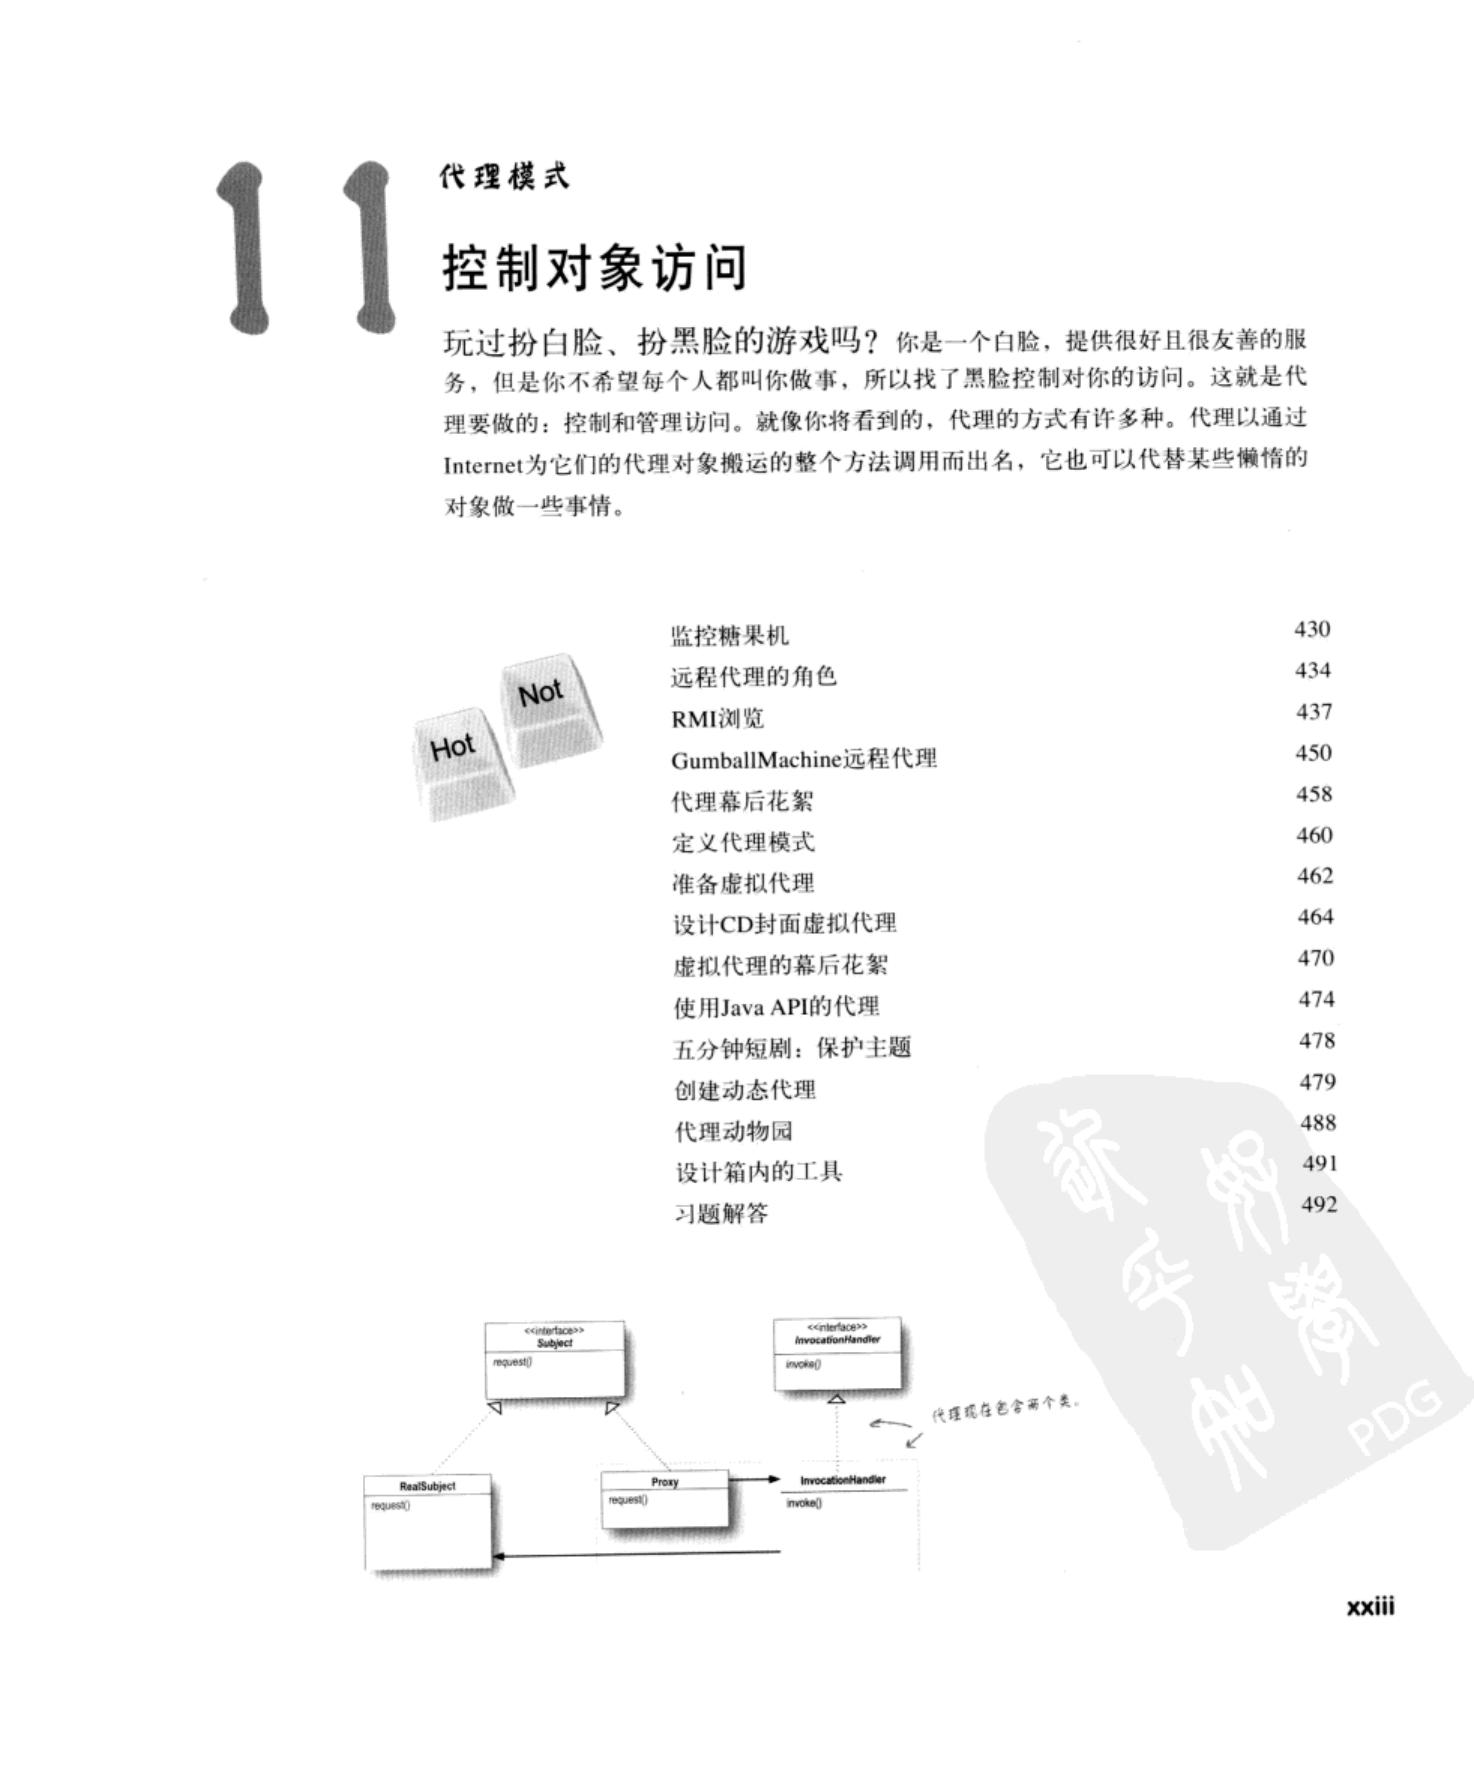 11
代理模式
控制对象访问
玩过扮白脸、扮黑脸的游戏吗？你是一个白脸，提供很好且很友善的服
务，但是你不希望每个人都叫你做事，所以找了黑脸控制对你的访问。这就是代
理要做的：控制和管理访问。就像你将看到的，代理的方式有许多种。代理以通过
Internet为它们的代理对象搬运的整个方法调用而出名，它也可以代替某些懒惰的
对象做一些事情。
Not
Hot
监控糖果机 430
远程代理的角色 434
RMI浏览 437
GumballMachine远程代理 450
代理幕后花絮 458
定义代理模式 460
准备虚拟代理 462
设计CD封面虚拟代理 464
虚拟代理的幕后花絮 470
使用Java API的代理 474
五分钟短剧：保护主题 478
创建动态代理 479
代理动物园 488
设计箱内的工具 491
习题解答 492
<<interface>>
Subject
request()
<<interface>>
InvocationHandler
invoke()
代理现在包含两个类。
RealSubject
request()
Proxy
request()
InvocationHandler
invoke()
PDG
xxiii